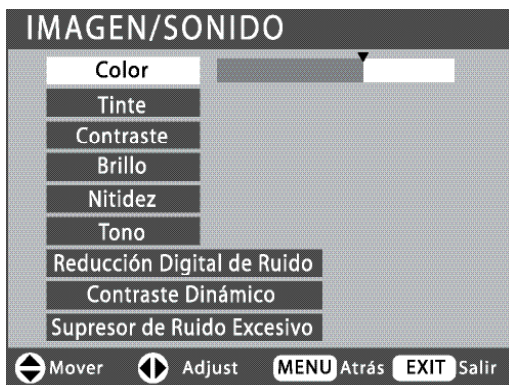 IMAGEN/SONIDO
Color
Tinte
Contraste
Brillo
Nitidez
Tono
Reducción Digital de Ruido
Contraste Dinámico
Supresor de Ruido Excesivo
Mover Adjust MENU Atrás EXIT Salir